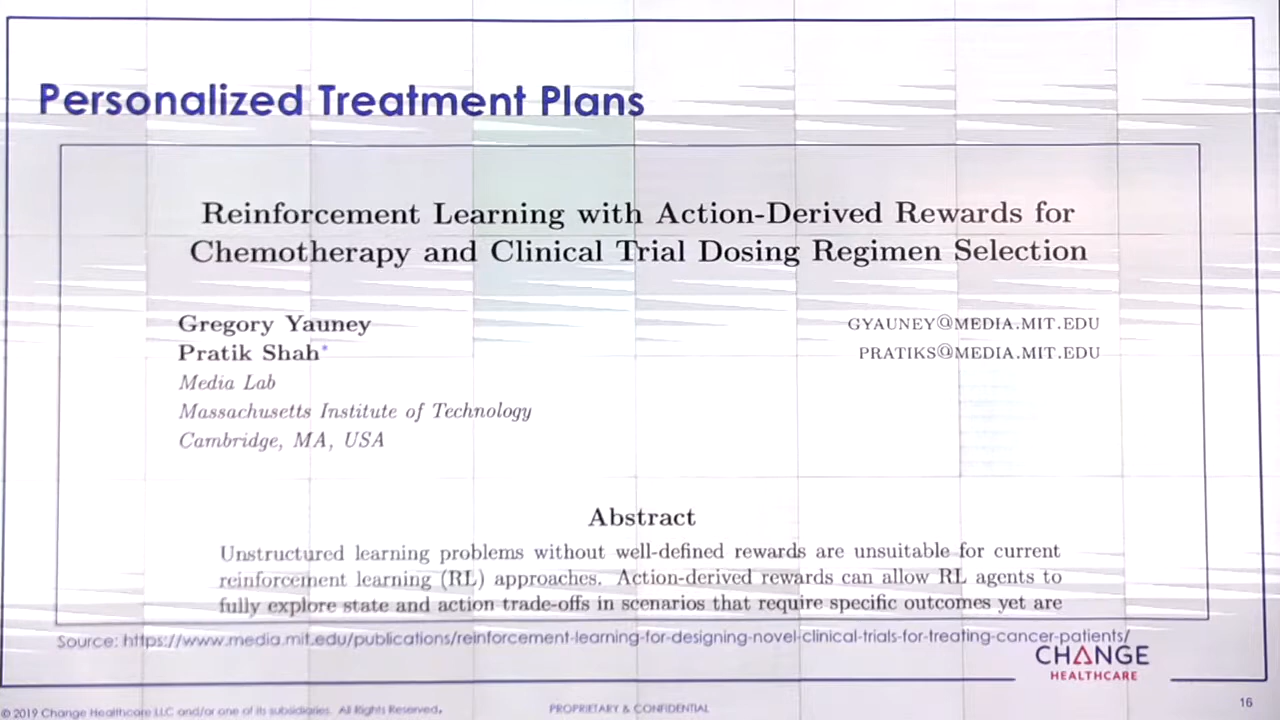 Personalized Treatment Plans
Reinforcement Learning with Action-Derived Rewards for
Chemotherapy and Clinical Trial Dosing Regimen Selection
Gregory Yauney GYAUNEY@MEDIA.MIT.EDU
Pratik Shah* PRATIKS@MEDIA.MIT.EDU
Media Lab
Massachusetts Institute of Technology
Cambridge, MA, USA
Abstract
Unstructured learning problems without well-defined rewards are unsuitable for current
reinforcement learning (RL) approaches. Action-derived rewards can allow RL agents to
fully explore state and action trade-offs in scenarios that require specific outcomes yet are
Source: https://www.media.mit.edu/publications/reinforcement-learning-for-designing-novel-clinical-trials-for-treating-cancer-patients/
CHANGE
HEALTHCARE
© 2019 Change Healthcare LLC and/or one of its subsidiaries. All Rights Reserved.
PROPRIETARY & CONFIDENTIAL
16